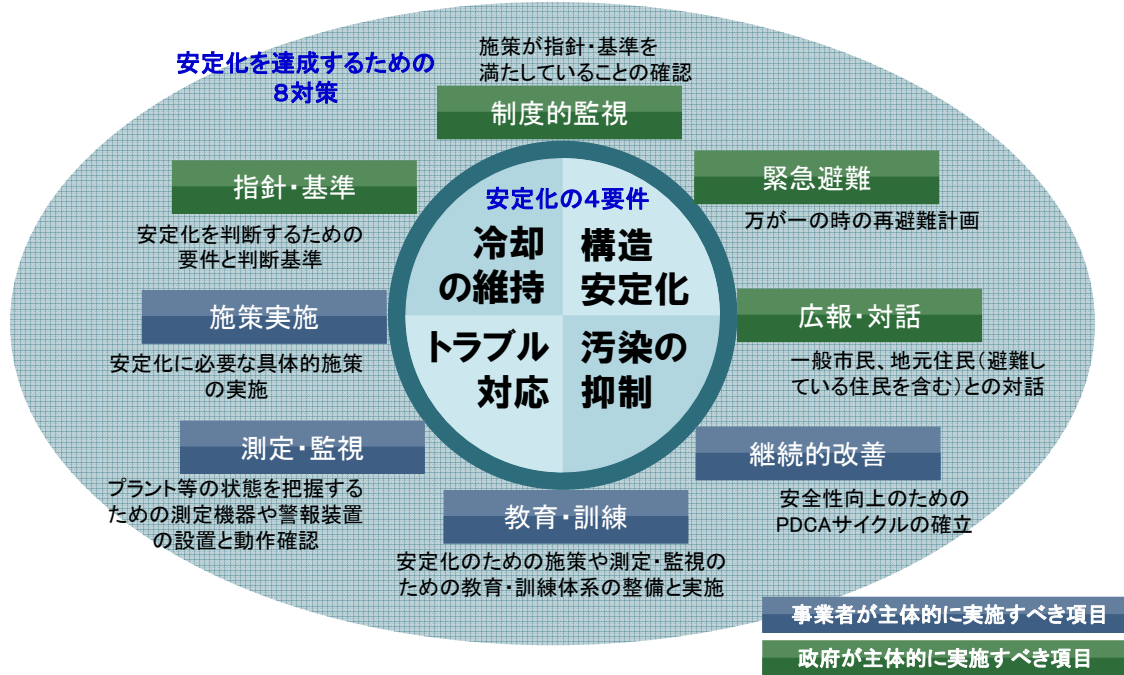 安定化を達成するための
8対策
施策が指針・基準を
満たしていることの確認
制度的監視
指針・基準
安定化を判断するための
要件と判断基準
緊急避難
万が一の時の再避難計画
安定化の4要件
冷却
の維持
構造
安定化
トラブル
対応
汚染の
抑制
施策実施
安定化に必要な具体的施策
の実施
広報・対話
一般市民、地元住民(避難し
ている住民を含む)との対話
測定・監視
プラント等の状態を把握する
ための測定機器や警報装置
の設置と動作確認
継続的改善
安全性向上のための
PDCAサイクルの確立
教育・訓練
安定化のための施策や測定・監視の
ための教育・訓練体系の整備と実施
事業者が主体的に実施すべき項目
政府が主体的に実施すべき項目